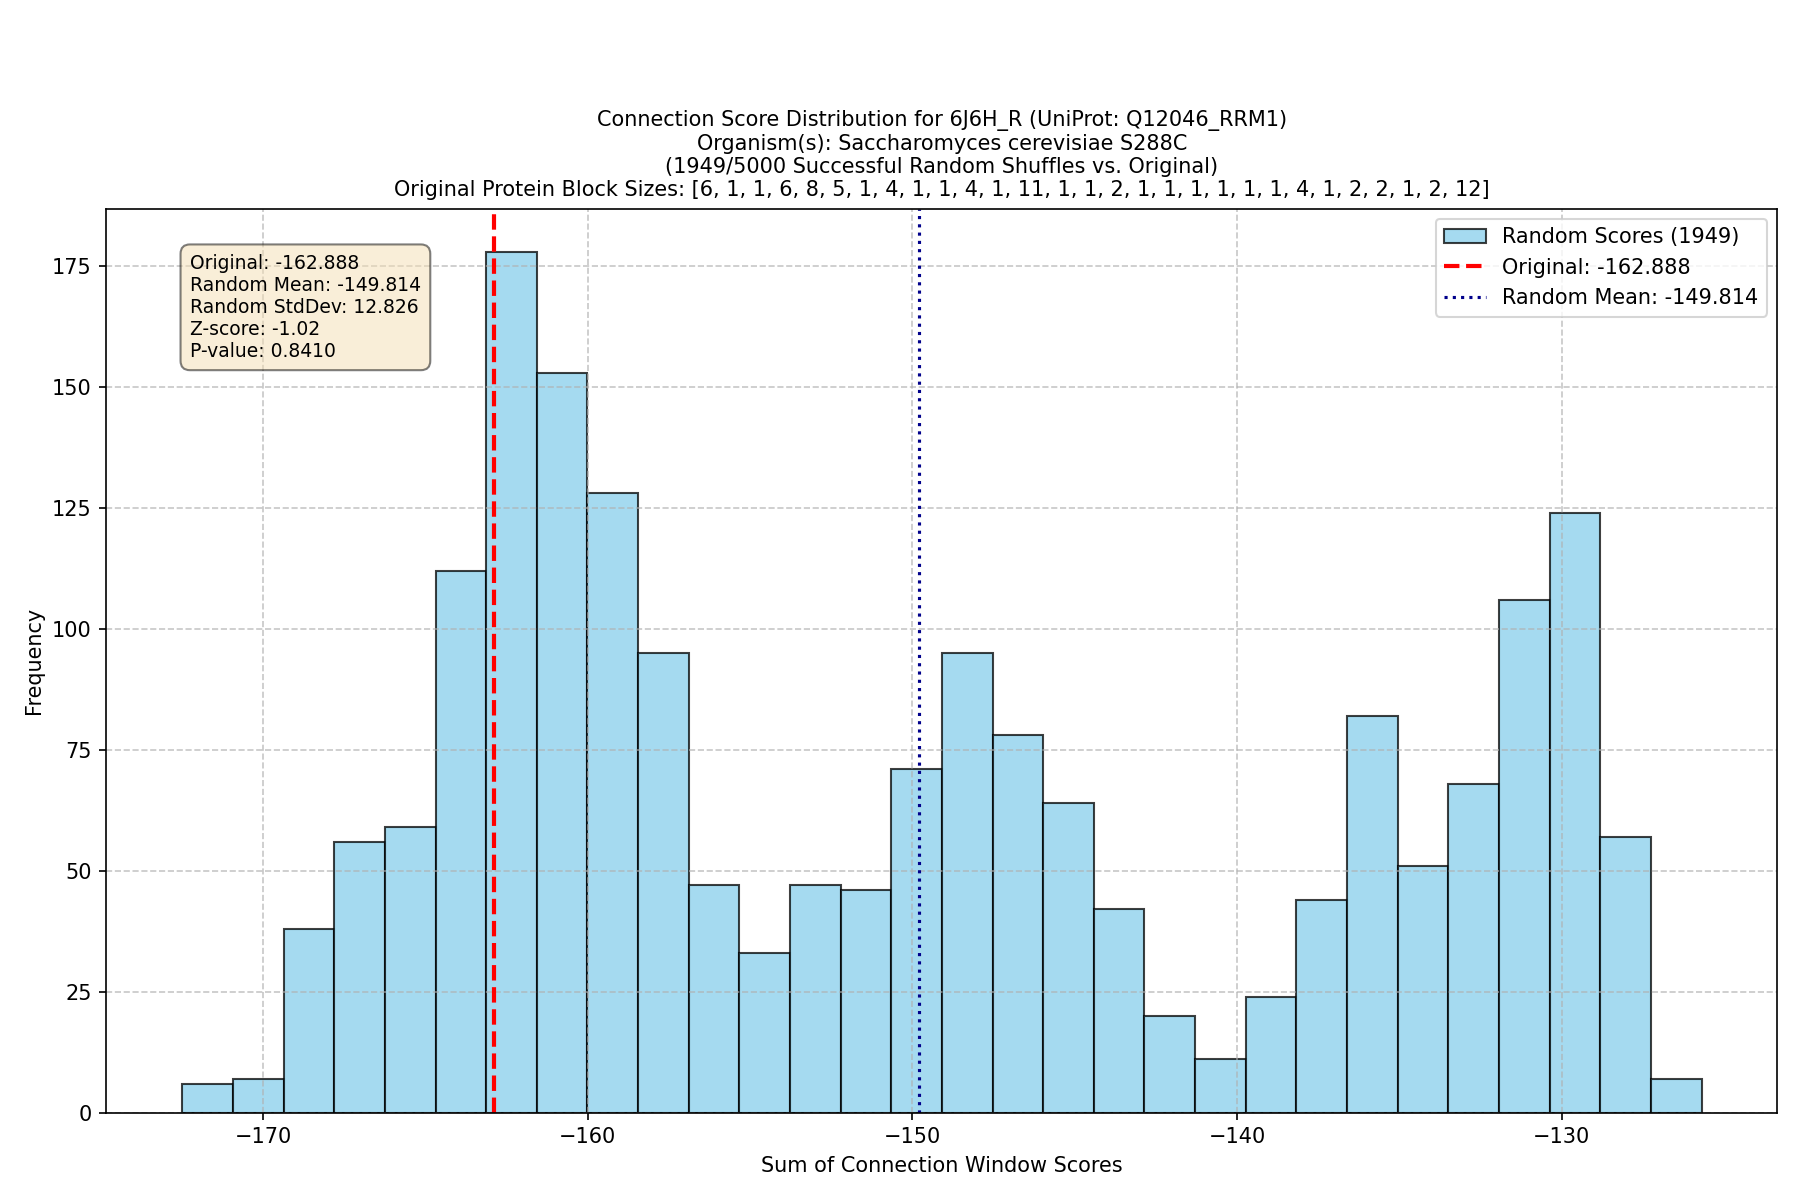 Connection Score Distribution for 6J6H_R (UniProt: Q12046_RRM1)
Organism(s): Saccharomyces cerevisiae S288C
(1949/5000 Successful Random Shuffles vs. Original)
Original Protein Block Sizes: [6, 1, 1, 6, 8, 5, 1, 4, 1, 1, 4, 1, 11, 1, 1, 2, 1, 1, 1, 1, 1, 1, 4, 1, 2, 2, 1, 2, 12]
Original: -162.888
Random Mean: -149.814
Random StdDev: 12.826
Z-score: -1.02
P-value: 0.8410
Random Scores (1949)
Original: -162.888
Random Mean: -149.814
Frequency
175
150
125
100
75
50
25
0
−170 −160 −150 −140 −130
Sum of Connection Window Scores